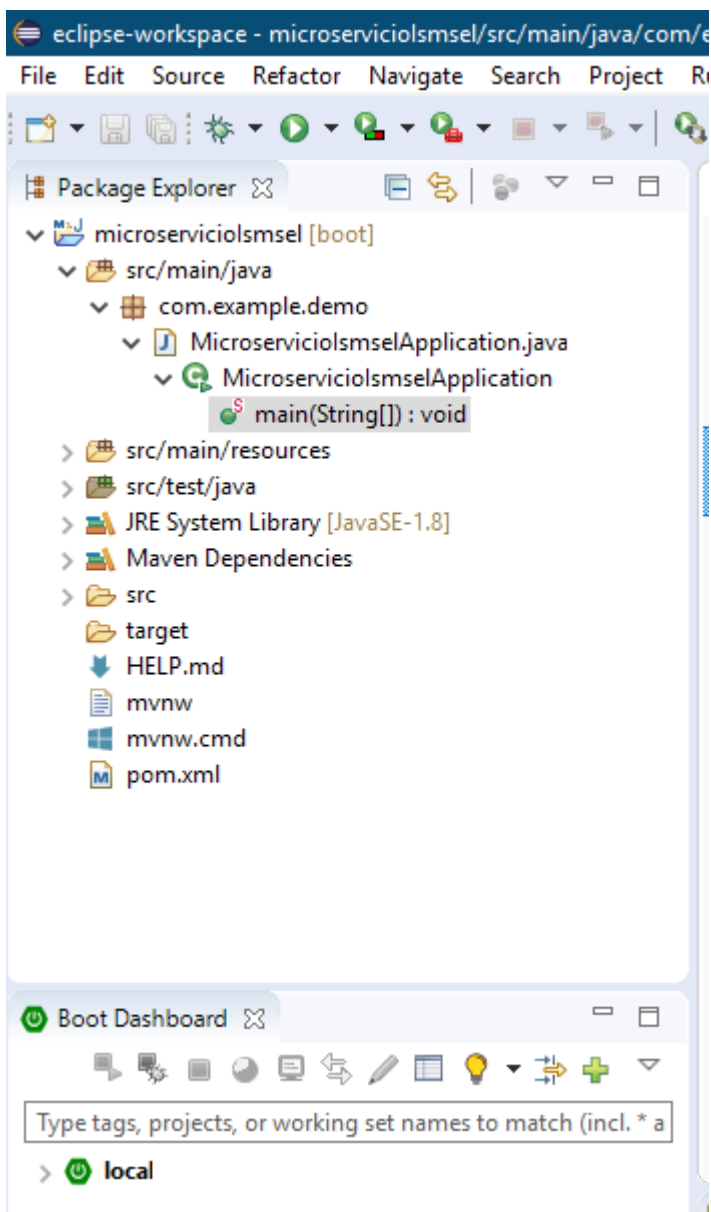 eclipse-workspace - microserviciolsmsel/src/main/java/com/e
File Edit Source Refactor Navigate Search Project Ru
Package Explorer
microserviciolsmsel [boot]
src/main/java
com.example.demo
MicroserviciolsmselApplication.java
MicroserviciolsmselApplication
main(String[]) : void
src/main/resources
src/test/java
JRE System Library [JavaSE-1.8]
Maven Dependencies
src
target
HELP.md
mvnw
mvnw.cmd
pom.xml
Boot Dashboard
Type tags, projects, or working set names to match (incl. * a
local